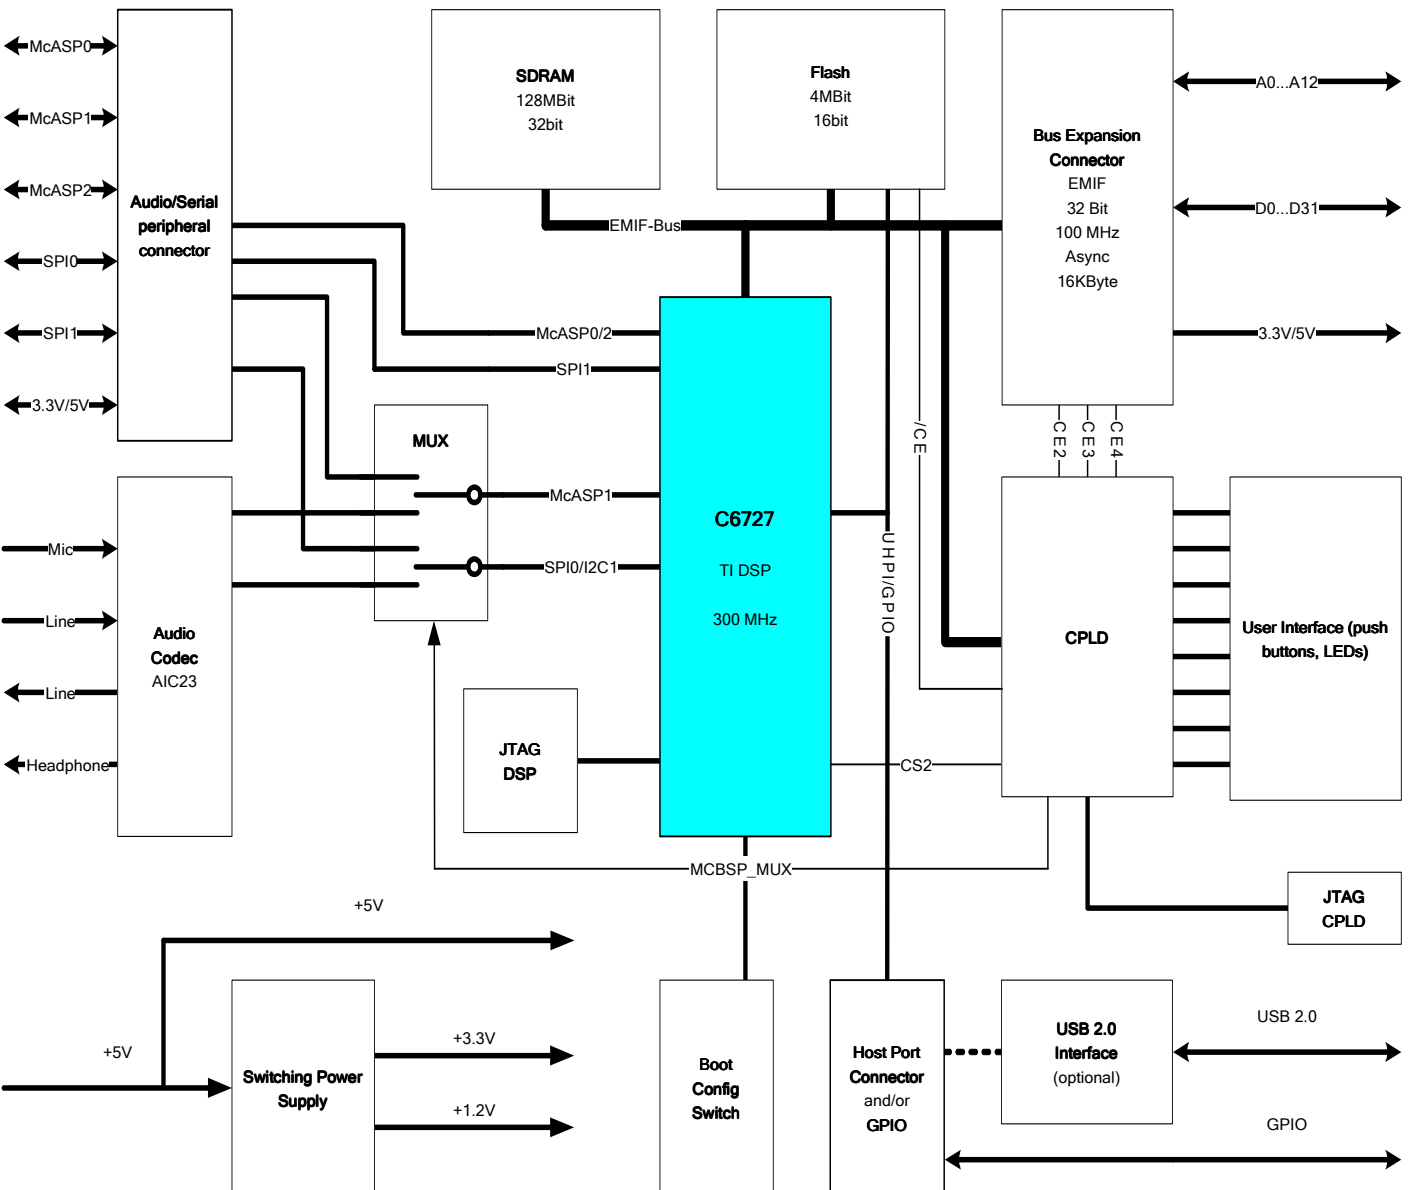 McASP0
McASP1
McASP2
SPI0
SPI1
3.3V/5V
Audio/Serial
peripheral
connector
SDRAM
128MBit
32bit
Flash
4MBit
16bit
Bus Expansion
Connector
EMIF
32 Bit
100 MHz
Async
16KByte
A0...A12
D0...D31
3.3V/5V
EMIF-Bus
McASP0/2
SPI1
MUX
McASP1
SPI0/I2C1
C6727
TI DSP
300 MHz
/CE
UHPI/GPIO
CE2
CE3
CE4
CPLD
User Interface (push
buttons, LEDs)
Mic
Line
Line
Headphone
Audio
Codec
AIC23
JTAG
DSP
CS2
MCBSP_MUX
JTAG
CPLD
+5V
+5V
Switching Power
Supply
+3.3V
+1.2V
Boot
Config
Switch
Host Port
Connector
and/or
GPIO
USB 2.0
Interface
(optional)
USB 2.0
GPIO